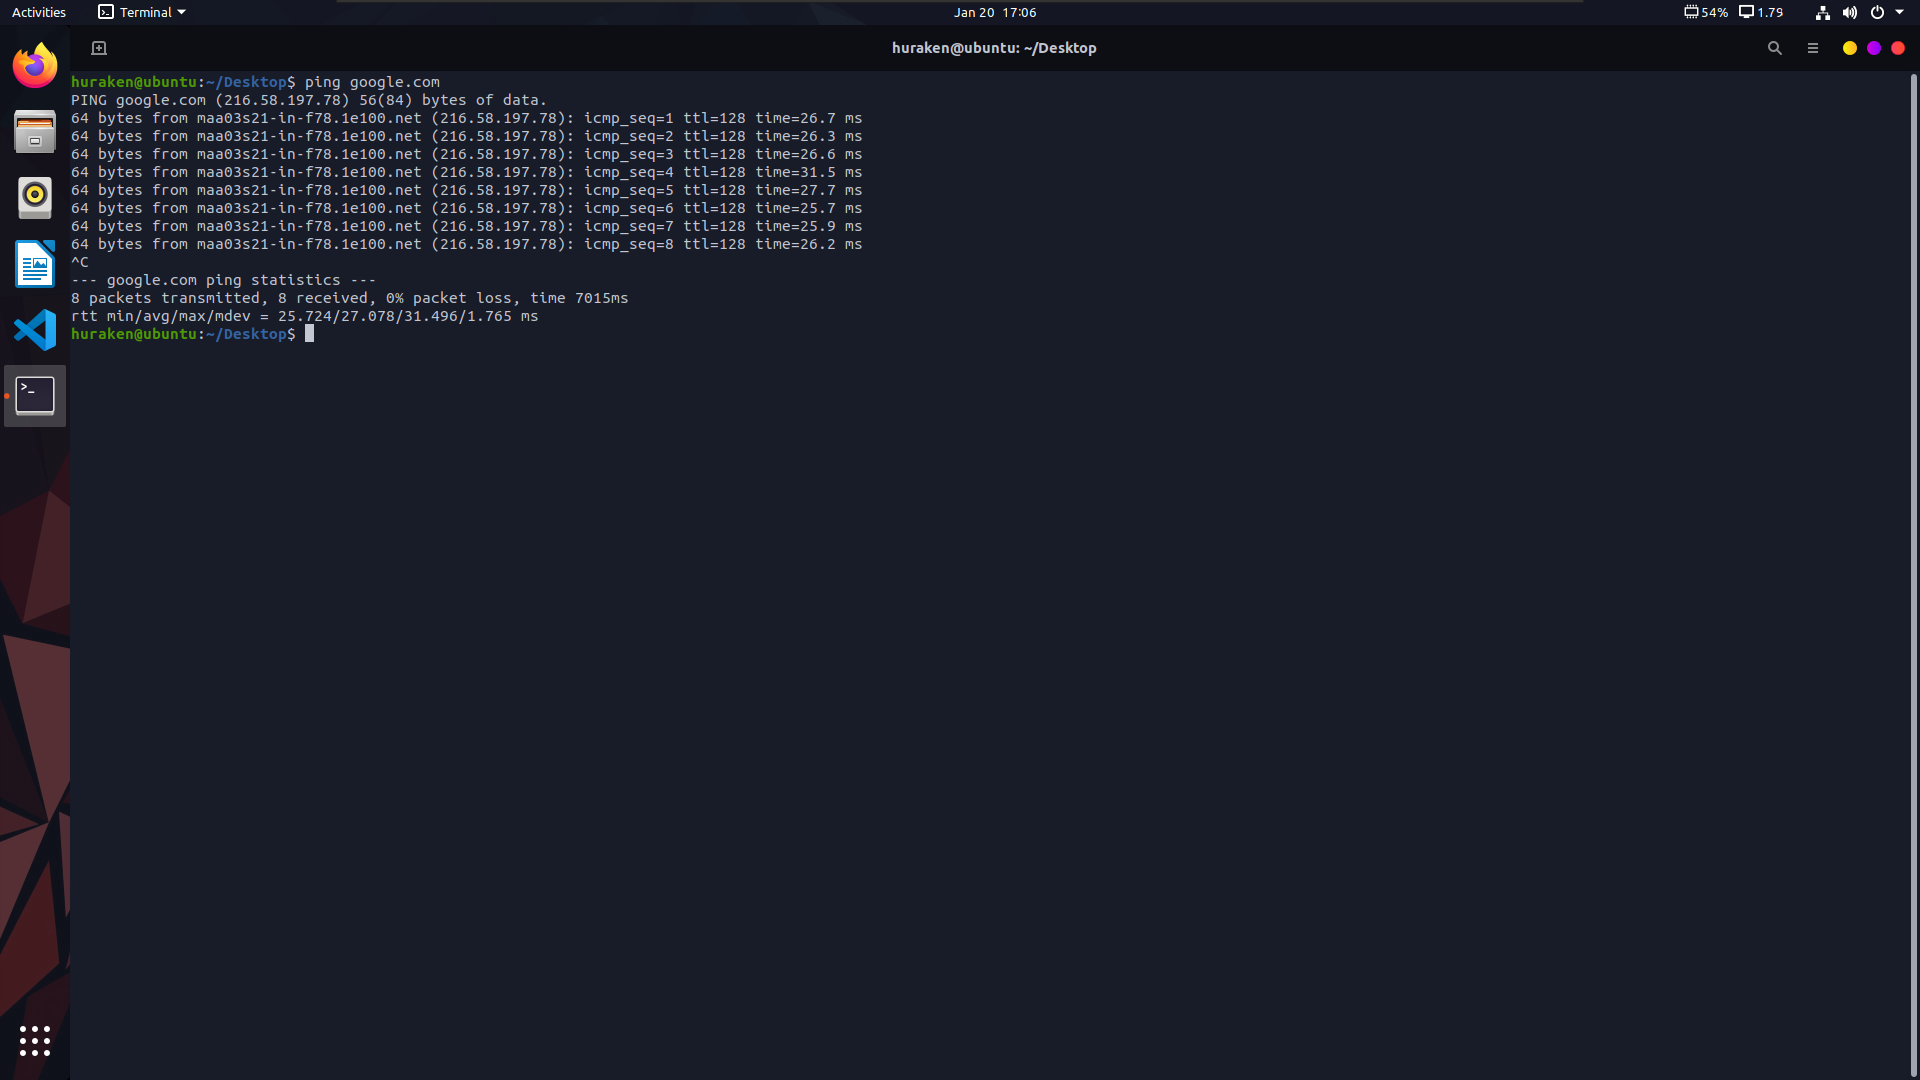 Activities Terminal Jan 20 17:06 54% 1.79
huraken@ubuntu: ~/Desktop
huraken@ubuntu:~/Desktop$ ping google.com
PING google.com (216.58.197.78) 56(84) bytes of data.
64 bytes from maa03s21-in-f78.1e100.net (216.58.197.78): icmp_seq=1 ttl=128 time=26.7 ms
64 bytes from maa03s21-in-f78.1e100.net (216.58.197.78): icmp_seq=2 ttl=128 time=26.3 ms
64 bytes from maa03s21-in-f78.1e100.net (216.58.197.78): icmp_seq=3 ttl=128 time=26.6 ms
64 bytes from maa03s21-in-f78.1e100.net (216.58.197.78): icmp_seq=4 ttl=128 time=31.5 ms
64 bytes from maa03s21-in-f78.1e100.net (216.58.197.78): icmp_seq=5 ttl=128 time=27.7 ms
64 bytes from maa03s21-in-f78.1e100.net (216.58.197.78): icmp_seq=6 ttl=128 time=25.7 ms
64 bytes from maa03s21-in-f78.1e100.net (216.58.197.78): icmp_seq=7 ttl=128 time=25.9 ms
64 bytes from maa03s21-in-f78.1e100.net (216.58.197.78): icmp_seq=8 ttl=128 time=26.2 ms
^C
--- google.com ping statistics ---
8 packets transmitted, 8 received, 0% packet loss, time 7015ms
rtt min/avg/max/mdev = 25.724/27.078/31.496/1.765 ms
huraken@ubuntu:~/Desktop$